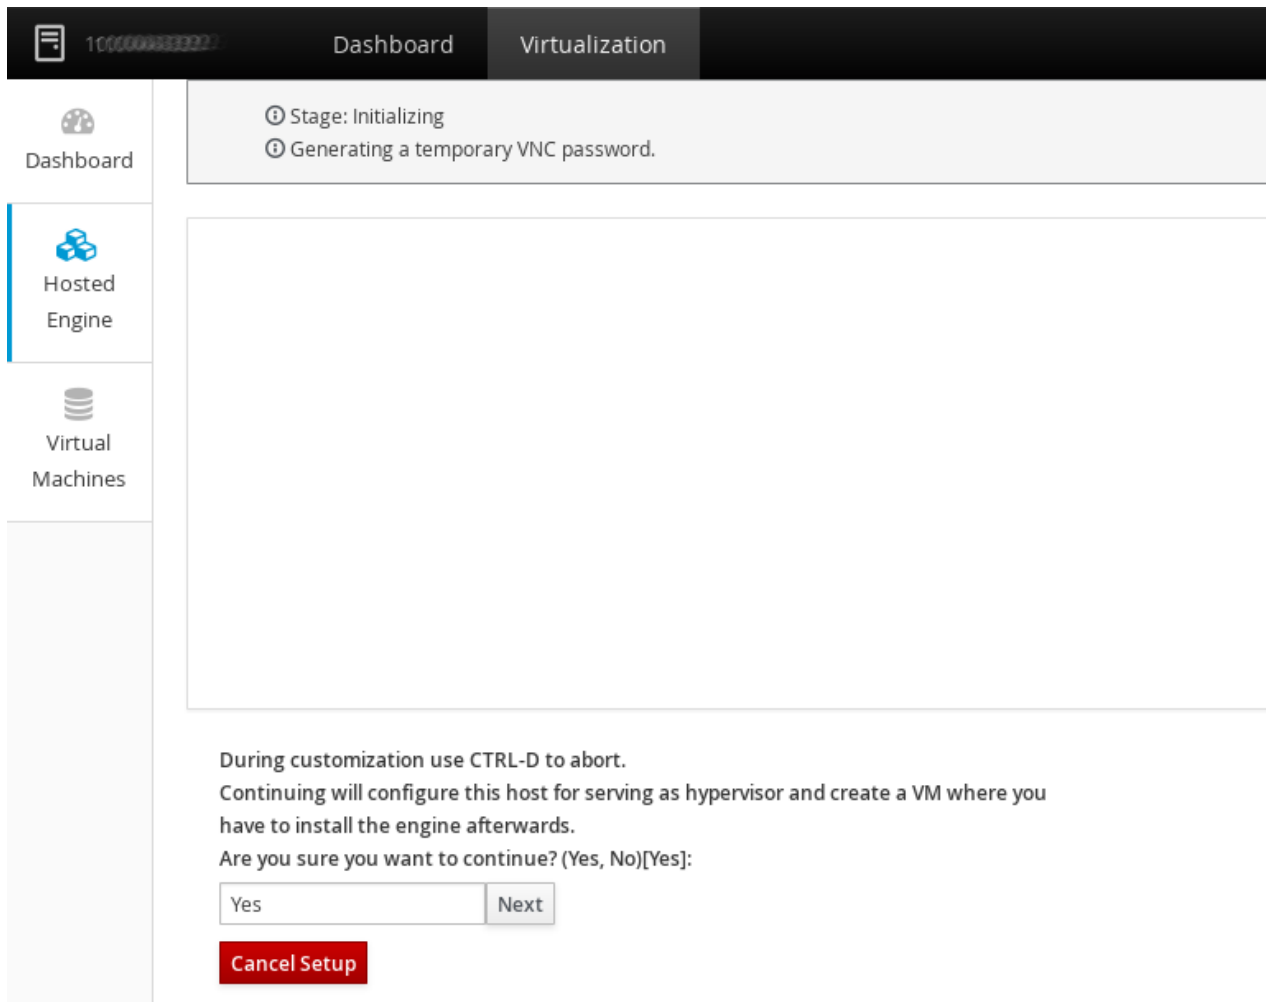 Dashboard
Virtualization
Stage: Initializing
Generating a temporary VNC password.
Dashboard
Hosted
Engine
Virtual
Machines
During customization use CTRL-D to abort.
Continuing will configure this host for serving as hypervisor and create a VM where you
have to install the engine afterwards.
Are you sure you want to continue? (Yes, No)[Yes]:
Yes
Next
Cancel Setup